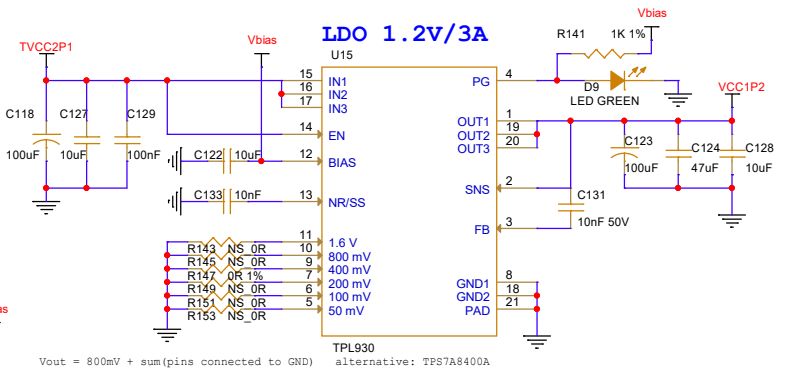 LDO 1.2V/3A
Vbias
R141 1K 1%
TVCC2P1
Vbias
U15
15 IN1
16 IN2
17 IN3
PG 4
D9
LED GREEN
VCC1P2
C118 C127 C129
100uF 10uF 100nF
14 EN
OUT1 1
OUT2 19
OUT3 20
C123 C124 C128
100uF 47uF 10uF
C122 10uF 12 BIAS
SNS 2
C133 10nF 13 NR/SS
C131
10nF 50V
FB 3
11 1.6 V
R143 NS_0R 10 800 mV
R145 NS_0R 9 400 mV
R147 0R 1% 7 200 mV
R149 NS_0R 6 100 mV
R151 NS_0R 5 50 mV
R153 NS_0R
GND1 8
GND2 18
PAD 21
TPL930
Vout = 800mV + sum(pins connected to GND) alternative: TPS7A8400A